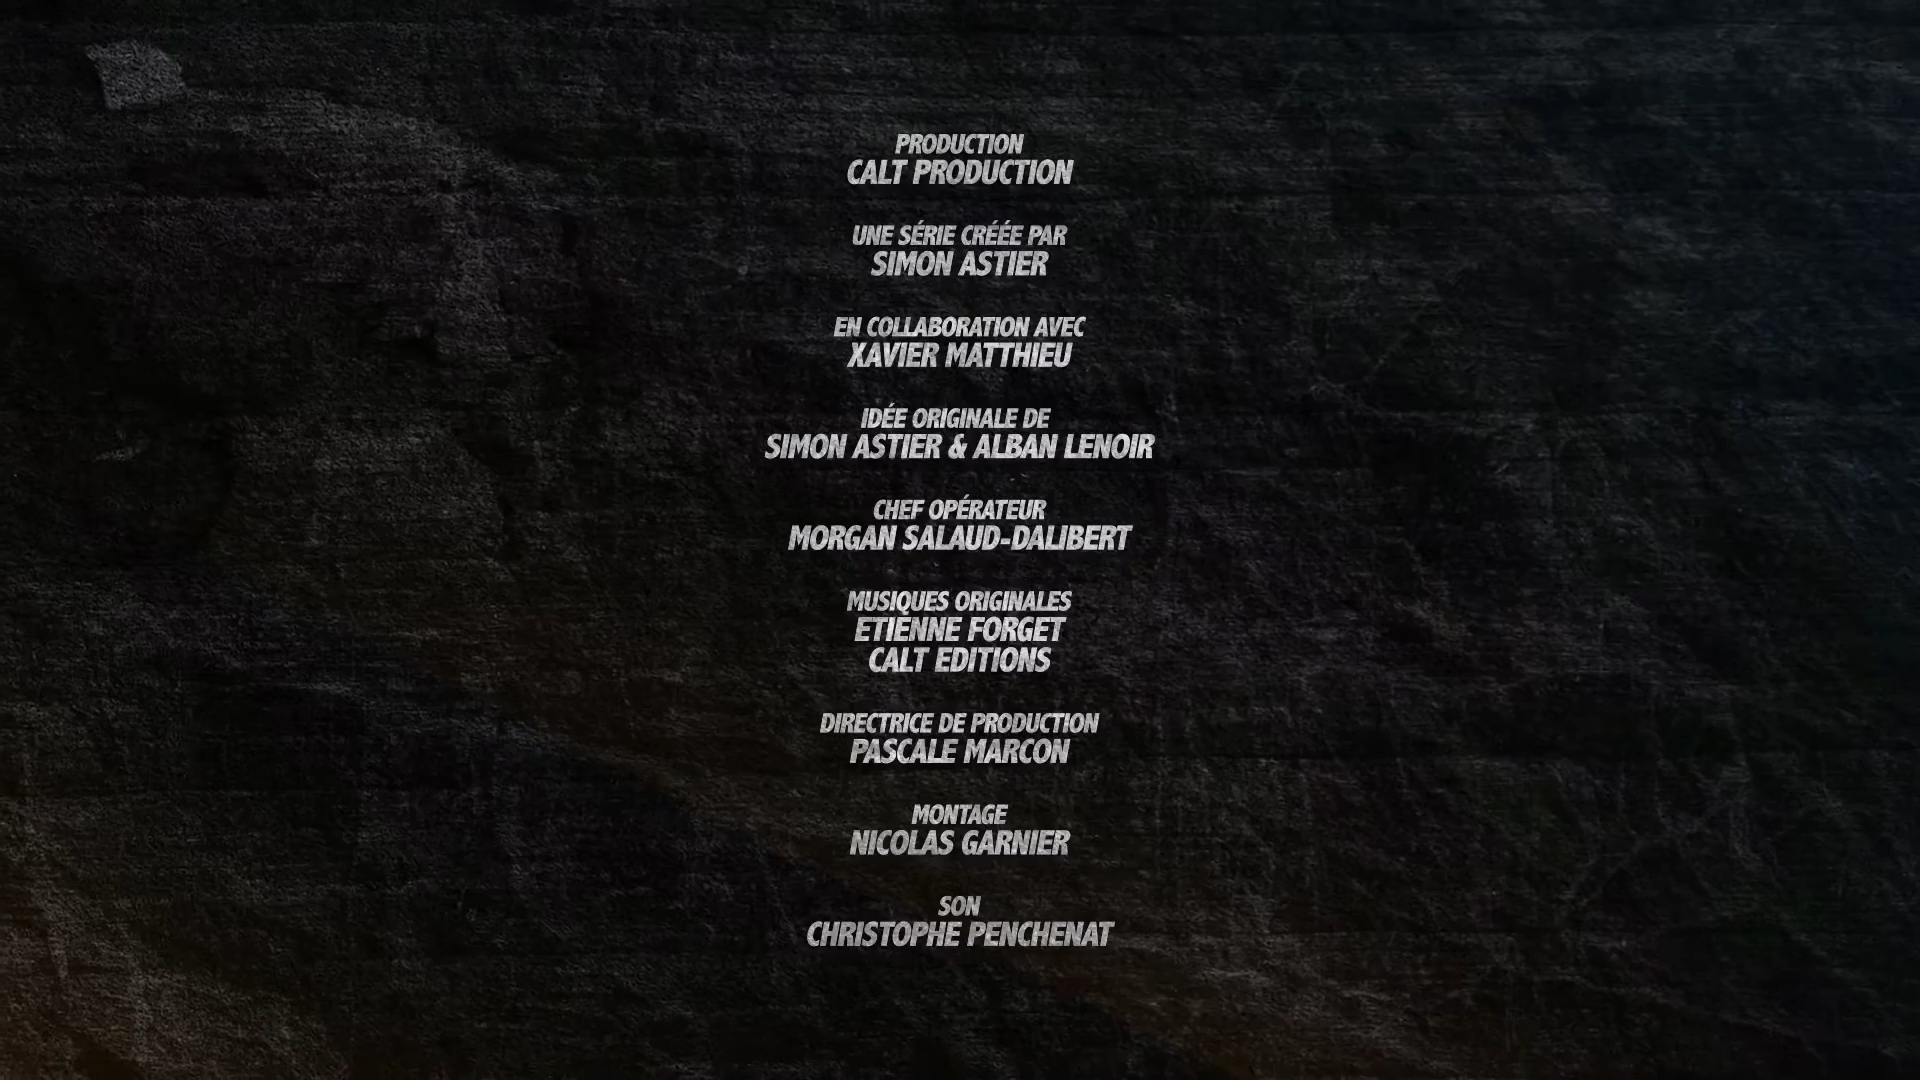 PRODUCTION
CALT PRODUCTION
UNE SÉRIE CRÉÉE PAR
SIMON ASTIER
EN COLLABORATION AVEC
XAVIER MATTHIEU
IDÉE ORIGINALE DE
SIMON ASTIER & ALBAN LENOIR
CHEF OPÉRATEUR
MORGAN SALAUD-DALIBERT
MUSIQUES ORIGINALES
ETIENNE FORGET
CALT EDITIONS
DIRECTRICE DE PRODUCTION
PASCALE MARCON
MONTAGE
NICOLAS GARNIER
SON
CHRISTOPHE PENCHENAT